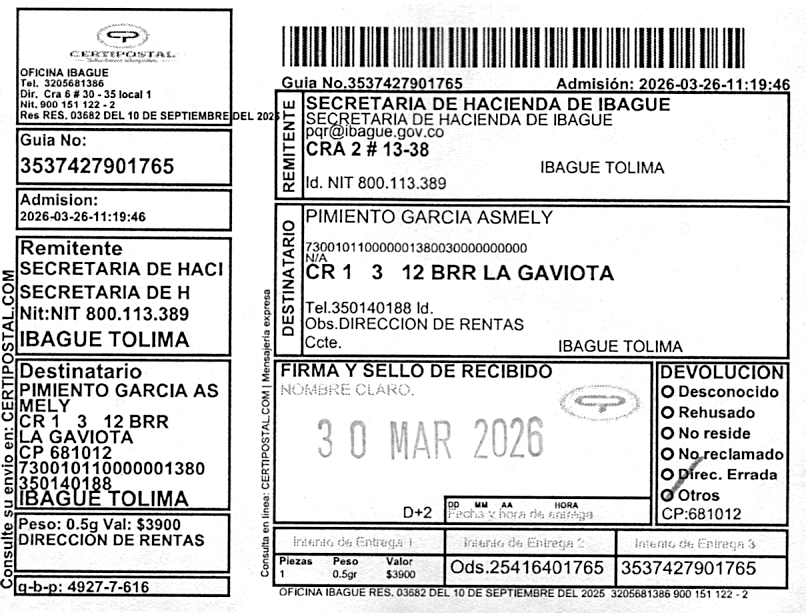 CERTIPOSTAL
OFICINA IBAGUE
Tel. 3205681386
Dir. Cra 6 # 30 - 35 local 1
Nit. 900 151 122 - 2
Res RES. 03682 DEL 10 DE SEPTIEMBRE DEL 2025
Guia No:
3537427901765
Admision:
2026-03-26-11:19:46
Remitente
SECRETARIA DE HACI
SECRETARIA DE H
Nit:NIT 800.113.389
IBAGUE TOLIMA
Destinatario
PIMIENTO GARCIA AS
MELY
CR 1 3 12 BRR
LA GAVIOTA
CP 681012
730010110000001380
350140188
IBAGUE TOLIMA
Peso: 0.5g Val: $3900
DIRECCION DE RENTAS
g-b-p: 4927-7-616
Consulte su envio en: CERTIPOSTAL.COM
Guia No.3537427901765 Admisión: 2026-03-26-11:19:46
REMITENTE
SECRETARIA DE HACIENDA DE IBAGUE
SECRETARIA DE HACIENDA DE IBAGUE
pqr@ibague.gov.co
CRA 2 # 13-38
IBAGUE TOLIMA
Id. NIT 800.113.389
DESTINATARIO
PIMIENTO GARCIA ASMELY
730010110000001380030000000000
N/A
CR 1 3 12 BRR LA GAVIOTA
Tel.350140188 Id.
Obs.DIRECCION DE RENTAS
Ccte. IBAGUE TOLIMA
Consulta en linea: CERTIPOSTAL.COM | Mensajeria expresa
FIRMA Y SELLO DE RECIBIDO
NOMBRE CLARO.
30 MAR 2026
D+2
DD MM AA HORA
Fecha y hora de entrega
DEVOLUCION
Desconocido
Rehusado
No reside
No reclamado
Direc. Errada
Otros
CP:681012
Intento de Entrega 1 Intento de Entrega 2 Intento de Entrega 3
Piezas Peso Valor
1 0.5gr $3900
Ods.25416401765 3537427901765
OFICINA IBAGUE RES. 03682 DEL 10 DE SEPTIEMBRE DEL 2025 3205681386 900 151 122 - 2